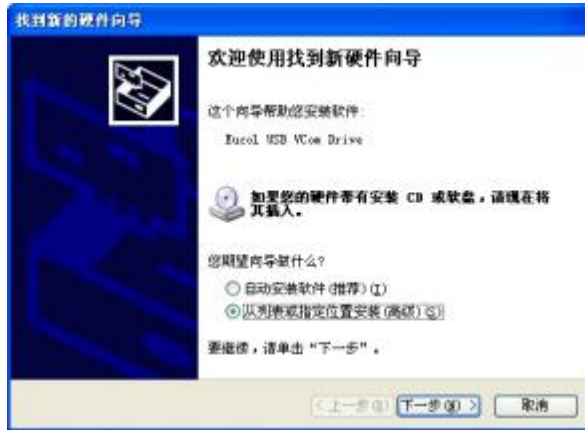 找到新的硬件向导
欢迎使用找到新硬件向导
这个向导帮助您安装软件:
Eucol USB VCom Drive
如果您的硬件带有安装 CD 或软盘，请现在将
其插入。
您期望向导做什么?
自动安装软件(推荐)(I)
从列表或指定位置安装(高级)(S)
要继续，请单击“下一步”。
<上一步(B)
下一步(N) >
取消